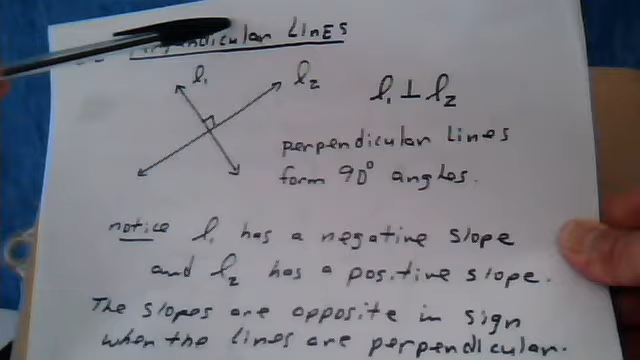 Lines
l₁ l₂
l₁ ⊥ l₂
perpendicular lines
form 90° angles.
notice l₁ has a negative slope
and l₂ has a positive slope.
The slopes are opposite in sign
when the lines are perpendicular.